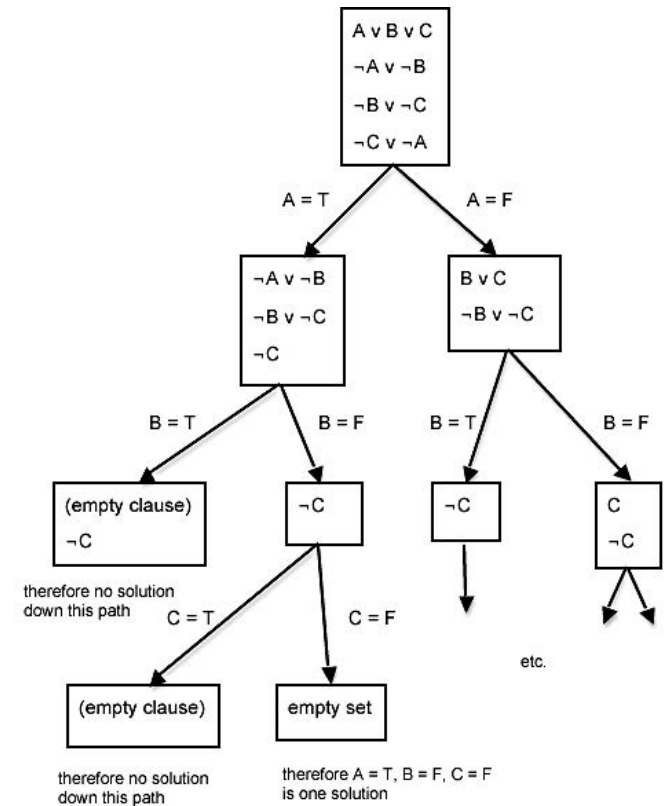 A v B v C
¬A v ¬B
¬B v ¬C
¬C v ¬A
A = T
A = F
¬A v ¬B
¬B v ¬C
¬C
B v C
¬B v ¬C
B = T
B = F
B = T
B = F
(empty clause)
¬C
¬C
¬C
C
¬C
therefore no solution
down this path
C = T
C = F
etc.
(empty clause)
empty set
therefore no solution
down this path
therefore A = T, B = F, C = F
is one solution